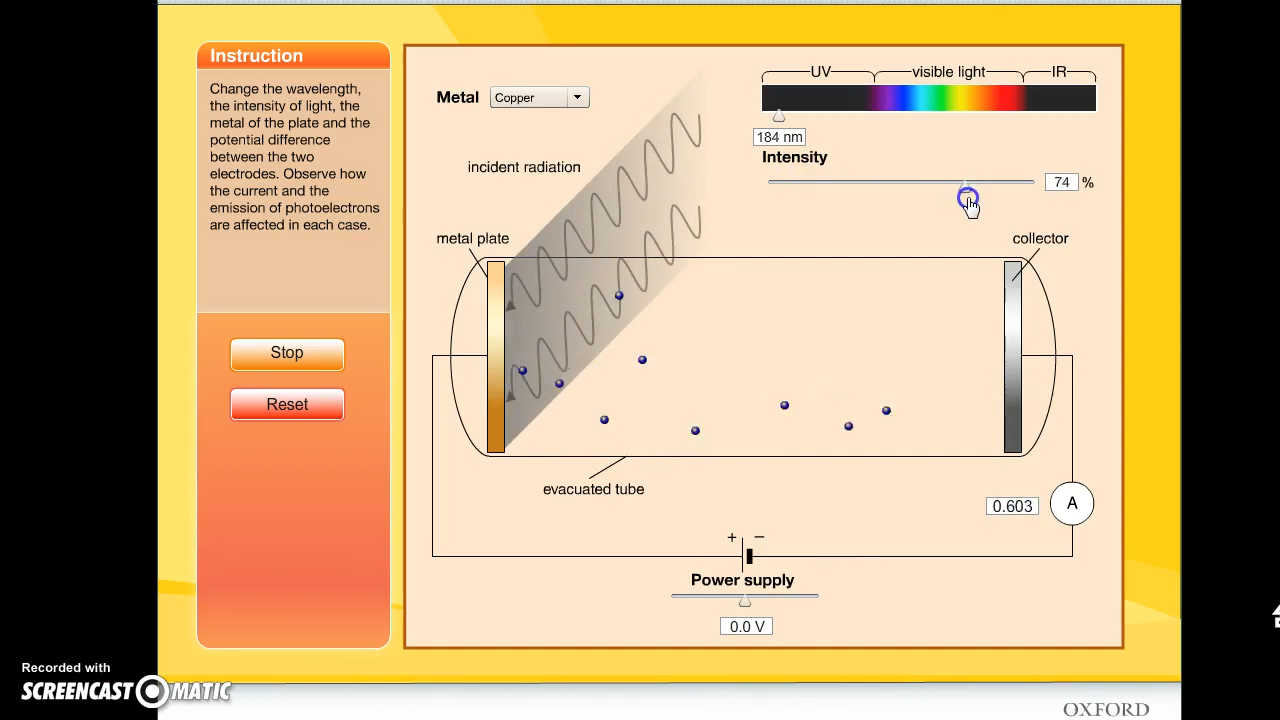 Instruction
Change the wavelength,
the intensity of light, the
metal of the plate and the
potential difference
between the two
electrodes. Observe how
the current and the
emission of photoelectrons
are affected in each case.
Stop
Reset
Metal Copper
UV visible light IR
184 nm
Intensity
74 %
incident radiation
metal plate
collector
evacuated tube
0.603 A
+ −
Power supply
0.0 V
Recorded with
SCREENCAST MATIC
OXFORD